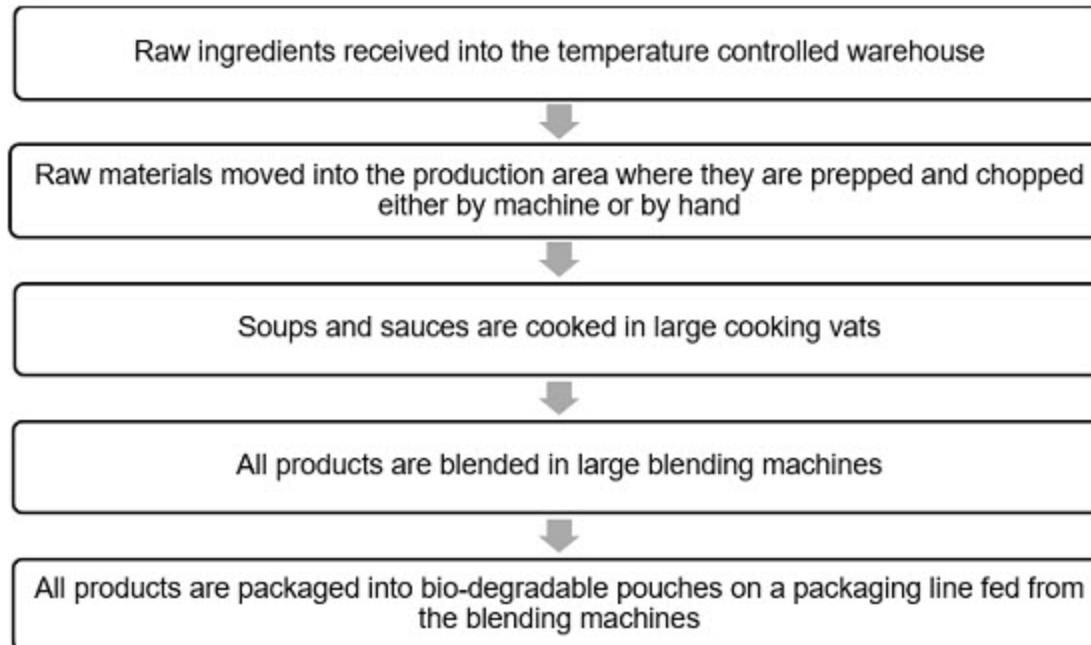 Raw ingredients received into the temperature controlled warehouse
Raw materials moved into the production area where they are prepped and chopped
either by machine or by hand
Soups and sauces are cooked in large cooking vats
All products are blended in large blending machines
All products are packaged into bio-degradable pouches on a packaging line fed from
the blending machines